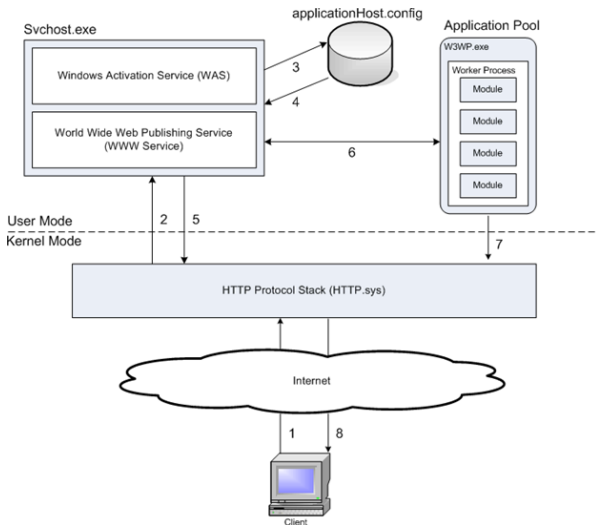 applicationHost.config
Svchost.exe
Application Pool
W3WP.exe
Windows Activation Service (WAS)
3
4
Worker Process
Module
Module
Module
Module
World Wide Web Publishing Service
(WWW Service)
6
User Mode
2
5
Kernel Mode
7
HTTP Protocol Stack (HTTP.sys)
Internet
1
8
Client